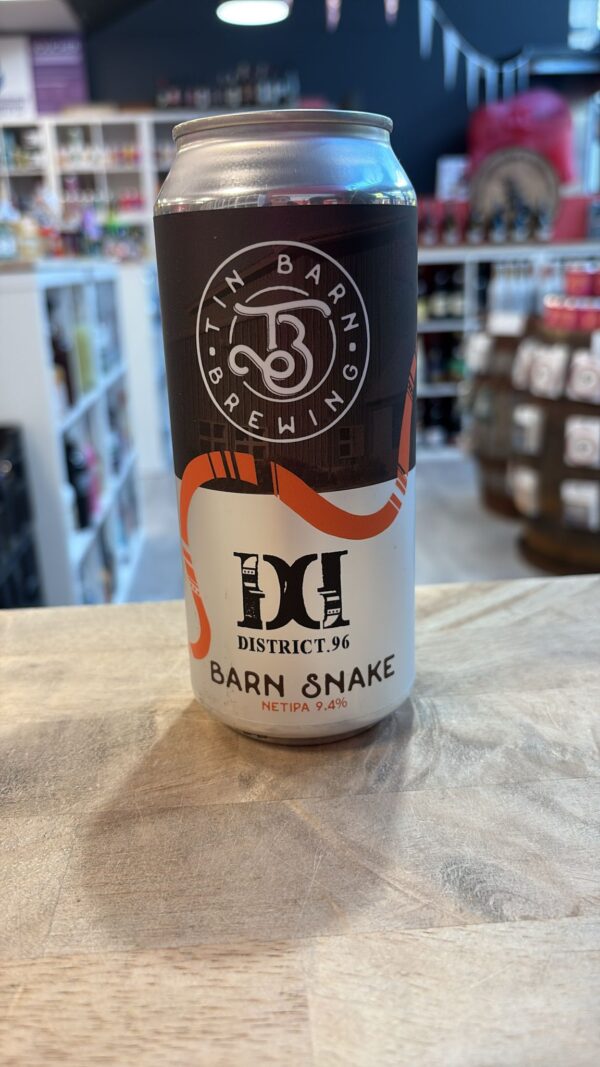 TIN BARN
TB
BREWING
DISTRICT.96
BARN SNAKE
NETIPA 9.4%